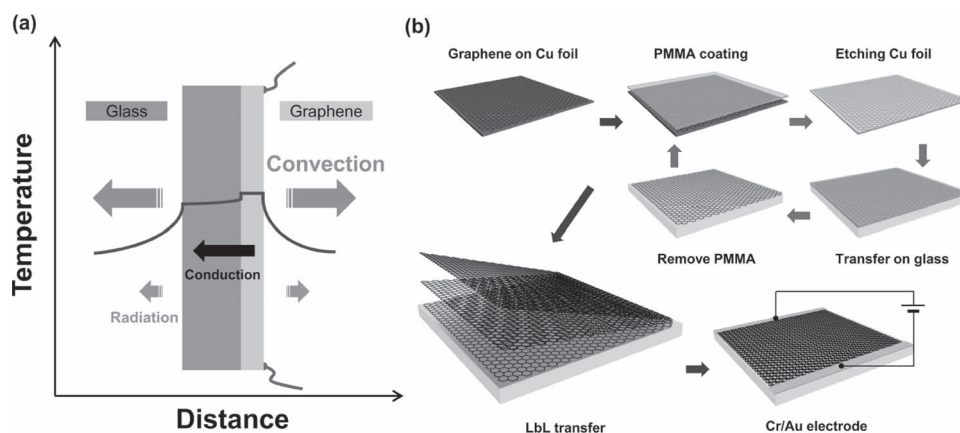 (a)
Temperature
Glass
Graphene
Convection
Conduction
Radiation
Distance
(b)
Graphene on Cu foil
PMMA coating
Etching Cu foil
Remove PMMA
Transfer on glass
LbL transfer
Cr/Au electrode